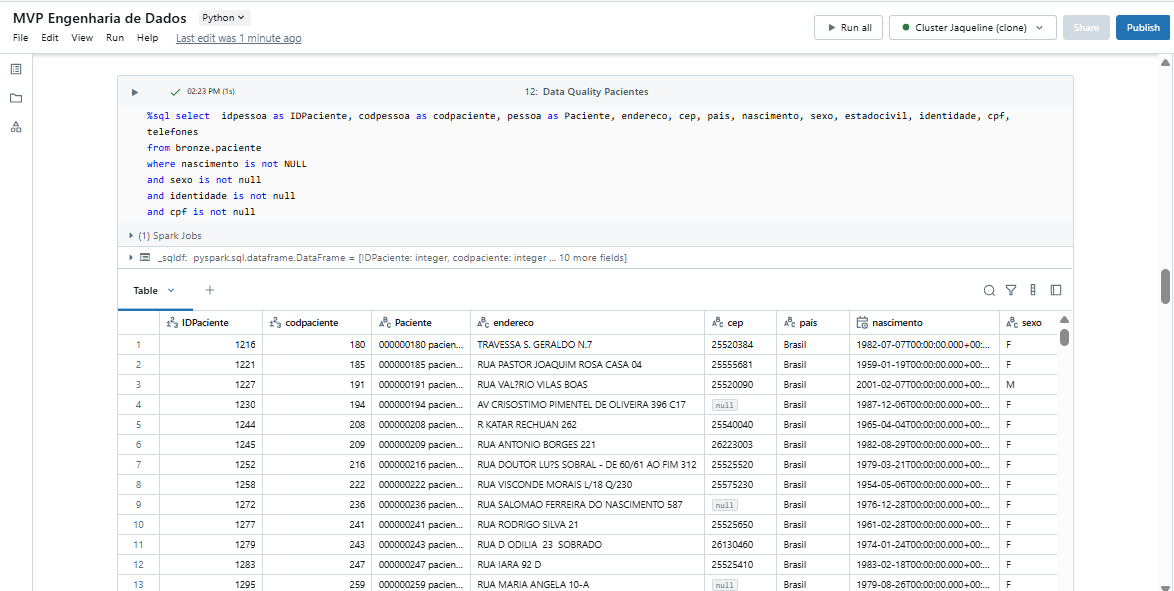 MVP Engenharia de Dados Python
File Edit View Run Help Last edit was 1 minute ago
Run all Cluster Jaqueline (clone) Share Publish
02:23 PM (1s) 12: Data Quality Pacientes
%sql select  idpessoa as IDPaciente, codpessoa as codpaciente, pessoa as Paciente, endereco, cep, pais, nascimento, sexo, estadocivil, identidade, cpf,
telefones
from bronze.paciente
where nascimento is not NULL
and sexo is not null
and identidade is not null
and cpf is not null
(1) Spark Jobs
_sqldf: pyspark.sql.dataframe.DataFrame = [IDPaciente: integer, codpaciente: integer ... 10 more fields]
Table +
IDPaciente codpaciente Paciente endereco cep pais nascimento sexo
1 1216 180 000000180 pacien... TRAVESSA S. GERALDO N.7 25520384 Brasil 1982-07-07T00:00:00.000+00:... F
2 1221 185 000000185 pacien... RUA PASTOR JOAQUIM ROSA CASA 04 25555681 Brasil 1959-01-19T00:00:00.000+00:... F
3 1227 191 000000191 pacien... RUA VAL?RIO VILAS BOAS 25520090 Brasil 2001-02-07T00:00:00.000+00:... M
4 1230 194 000000194 pacien... AV CRISOSTIMO PIMENTEL DE OLIVEIRA 396 C17 null Brasil 1987-12-06T00:00:00.000+00:... F
5 1244 208 000000208 pacien... R KATAR RECHUAN 262 25540040 Brasil 1965-04-04T00:00:00.000+00:... F
6 1245 209 000000209 pacien... RUA ANTONIO BORGES 221 26223003 Brasil 1982-08-29T00:00:00.000+00:... F
7 1252 216 000000216 pacien... RUA DOUTOR LU?S SOBRAL - DE 60/61 AO FIM 312 25525520 Brasil 1979-03-21T00:00:00.000+00:... F
8 1258 222 000000222 pacien... RUA VISCONDE MORAIS L/18 Q/230 25575230 Brasil 1954-05-06T00:00:00.000+00:... F
9 1272 236 000000236 pacien... RUA SALOMAO FERREIRA DO NASCIMENTO 587 null Brasil 1976-12-28T00:00:00.000+00:... F
10 1277 241 000000241 pacien... RUA RODRIGO SILVA 21 25525650 Brasil 1961-02-28T00:00:00.000+00:... F
11 1279 243 000000243 pacien... RUA D ODILIA  23  SOBRADO 26130460 Brasil 1974-01-24T00:00:00.000+00:... F
12 1283 247 000000247 pacien... RUA IARA 92 D 25525410 Brasil 1983-02-18T00:00:00.000+00:... F
13 1295 259 000000259 pacien... RUA MARIA ANGELA 10-A null Brasil 1979-08-26T00:00:00.000+00:... F